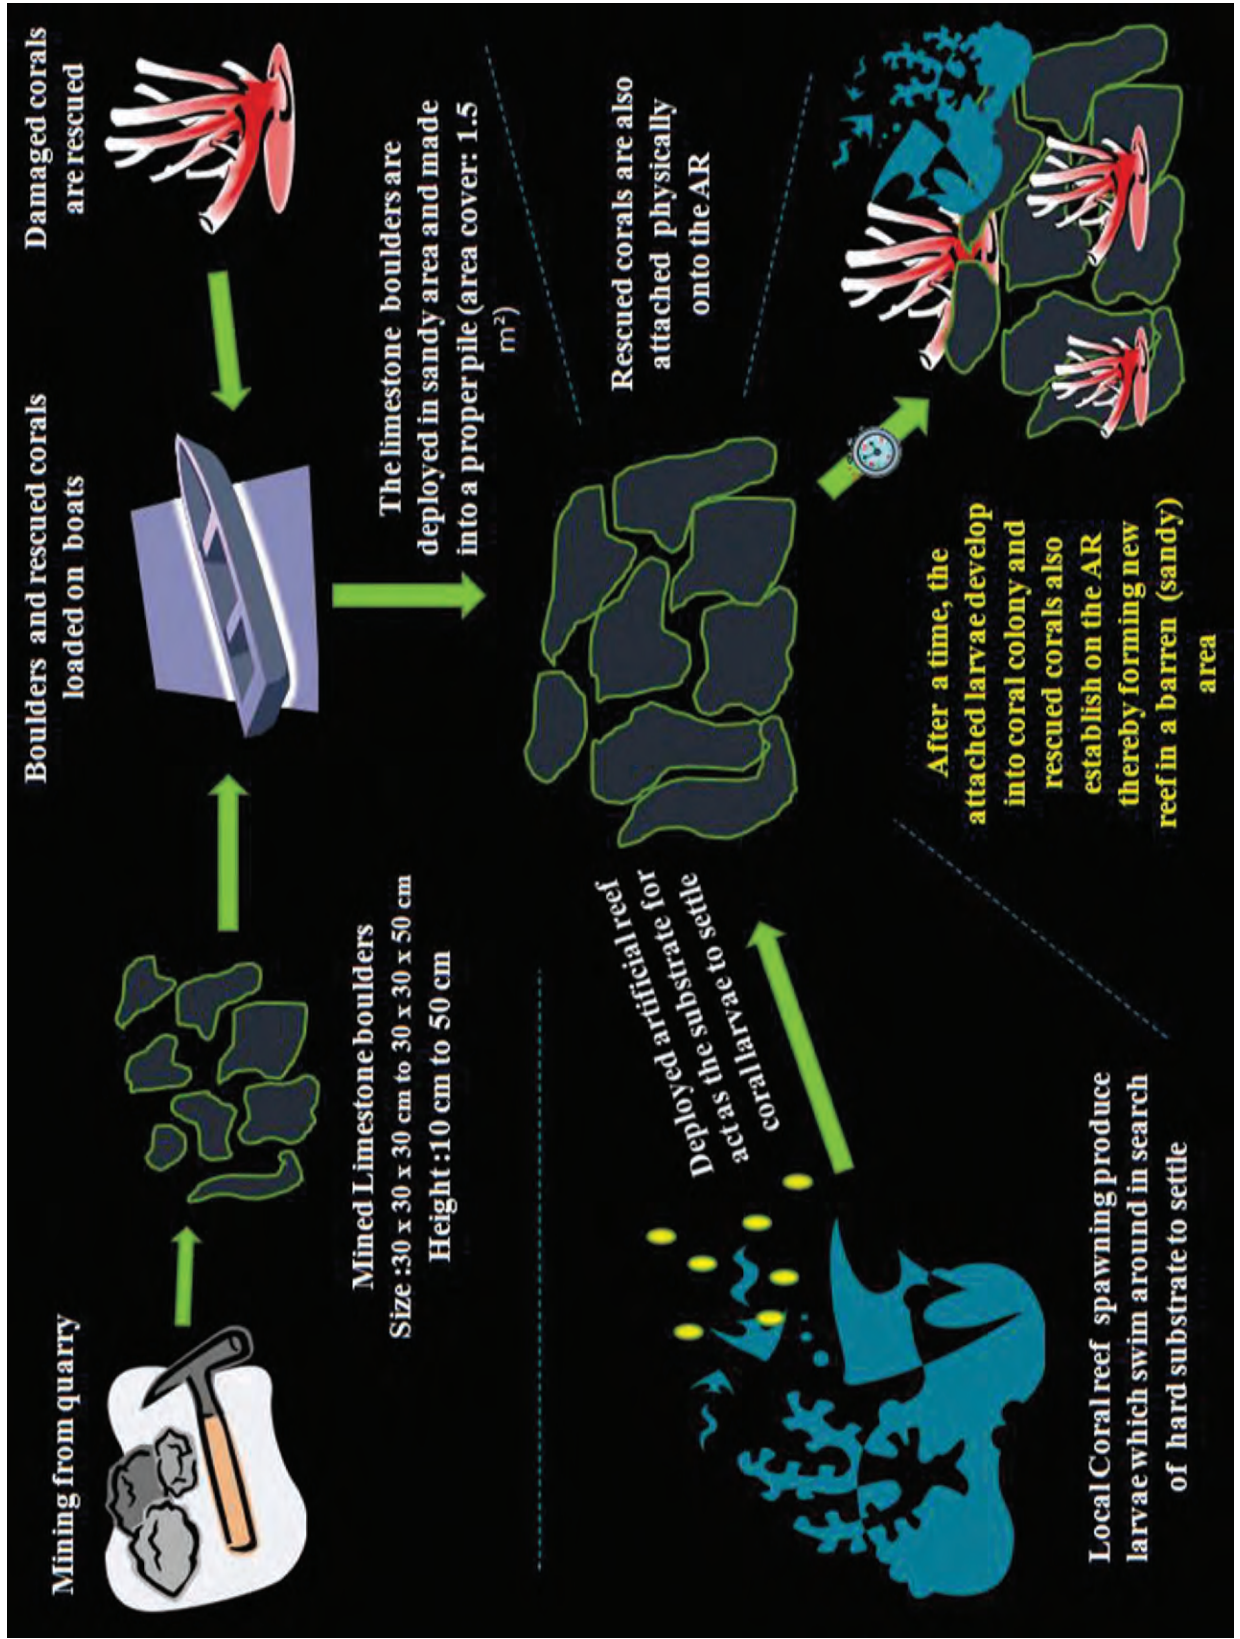 Mining from quarry
Boulders and rescued corals
loaded on boats
Damaged corals
are rescued
Mined Limestone boulders
Size :30 x 30 x 30 cm to 30 x 30 x 50 cm
Height :10 cm to 50 cm
The limestone boulders are
deployed in sandy area and made
into a proper pile (area cover: 1.5
m²)
Deployed artificial reef
act as the substrate for
coral larvae to settle
Rescued corals are also
attached physically
onto the AR
Local Coral reef spawning produce
larvae which swim around in search
of hard substrate to settle
After a time, the
attached larvae develop
into coral colony and
rescued corals also
establish on the AR
thereby forming new
reef in a barren (sandy)
area